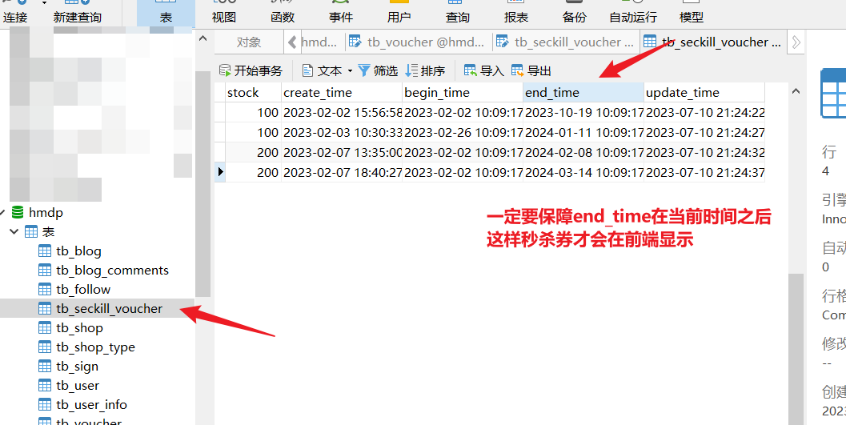 连接
新建查询
表
视图
函数
事件
用户
查询
报表
备份
自动运行
模型
对象
hmd...
tb_voucher @hmd...
tb_seckill_voucher ...
tb_seckill_voucher ...
开始事务
文本
筛选
排序
导入
导出
stock create_time begin_time end_time update_time
100 2023-02-02 15:56:58 2023-02-02 10:09:17 2023-10-19 10:09:17 2023-07-10 21:24:22
100 2023-02-03 10:30:33 2023-02-26 10:09:17 2024-01-11 10:09:17 2023-07-10 21:24:27
200 2023-02-07 13:35:00 2023-02-02 10:09:17 2024-02-08 10:09:17 2023-07-10 21:24:32
200 2023-02-07 18:40:27 2023-02-02 10:09:17 2024-03-14 10:09:17 2023-07-10 21:24:37
一定要保障end_time在当前时间之后
这样秒杀券才会在前端显示
hmdp
表
tb_blog
tb_blog_comments
tb_follow
tb_seckill_voucher
tb_shop
tb_shop_type
tb_sign
tb_user
tb_user_info
tb_voucher
行
4
引擎
Inno
自动
0
行格
Com
修改
--
创建
2023